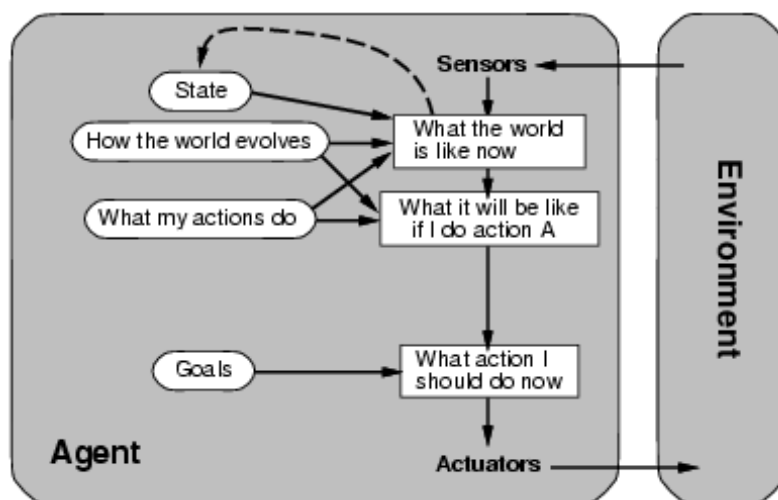 Sensors
State
What the world
is like now
How the world evolves
What it will be like
if I do action A
What my actions do
Goals
What action I
should do now
Agent
Actuators
Environment